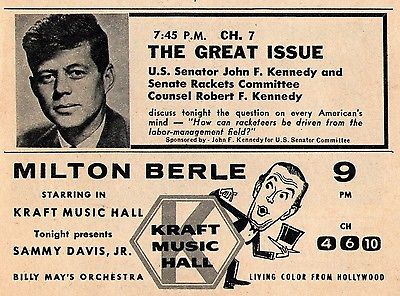 7:45 P.M. CH. 7
THE GREAT ISSUE
U.S. Senator John F. Kennedy and
Senate Rackets Committee
Counsel Robert F. Kennedy
discuss tonight the question on every American's
mind — "How can racketeers be driven from the
labor-management field?"
Sponsored by - John F. Kennedy for U.S. Senator Committee
MILTON BERLE
9
PM
STARRING IN
KRAFT MUSIC HALL
Tonight presents
SAMMY DAVIS, JR.
BILLY MAY'S ORCHESTRA
K
KRAFT
MUSIC
HALL
CH
4 6 10
LIVING COLOR FROM HOLLYWOOD